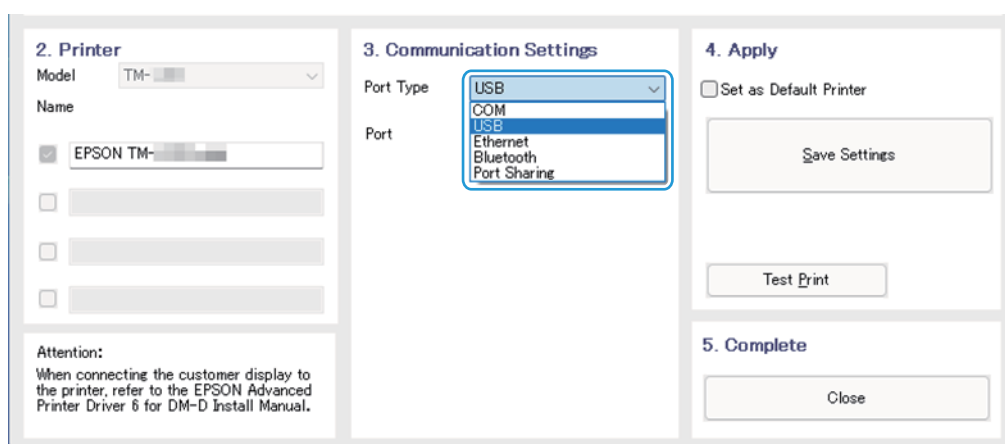 2. Printer
Model TM-
Name
EPSON TM-
Attention:
When connecting the customer display to
the printer, refer to the EPSON Advanced
Printer Driver 6 for DM-D Install Manual.
3. Communication Settings
Port Type USB
COM
USB
Port
Ethernet
Bluetooth
Port Sharing
4. Apply
Set as Default Printer
Save Settings
Test Print
5. Complete
Close